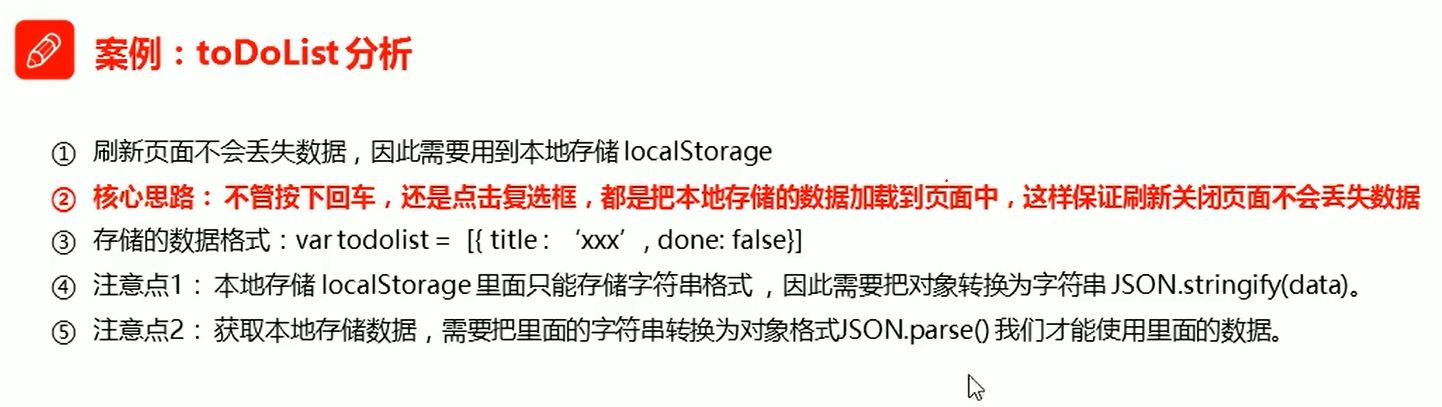 案例：toDoList 分析
① 刷新页面不会丢失数据，因此需要用到本地存储 localStorage
② 核心思路： 不管按下回车，还是点击复选框，都是把本地存储的数据加载到页面中，这样保证刷新关闭页面不会丢失数据
③ 存储的数据格式：var todolist = [{ title : ‘xxx’, done: false}]
④ 注意点1： 本地存储 localStorage 里面只能存储字符串格式 ，因此需要把对象转换为字符串 JSON.stringify(data)。
⑤ 注意点2： 获取本地存储数据，需要把里面的字符串转换为对象格式JSON.parse() 我们才能使用里面的数据。